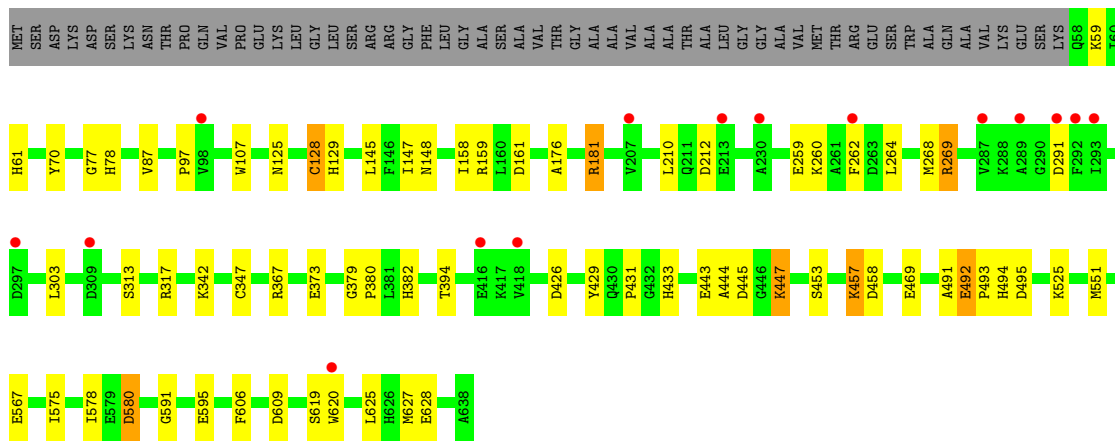 MET SER ASP LYS ASP SER LYS ASN THR PRO GLN VAL PRO GLU LYS LEU GLY LEU SER ARG ARG GLY PHE LEU GLY ALA SER ALA VAL THR GLY ALA ALA VAL ALA ALA THR ALA LEU GLY GLY ALA VAL MET THR ARG GLU SER TRP ALA GLN ALA VAL LYS GLU SER LYS Q58 K59 I60
H61 Y70 G77 H78 V87 P97 V98 W107 N125 C128 H129 L145 F146 I147 N148 I158 R159 L160 D161 A176 R181 V207 L210 Q211 D212 E213 A230 E259 K260 A261 F262 D263 L264 M268 R269 V287 K288 A289 G290 D291 F292 I293
D297 L303 D309 S313 R317 K342 C347 R367 E373 G379 P380 L381 H382 T394 E416 K417 V418 D426 Y429 Q430 P431 G432 H433 E443 A444 D445 G446 K447 S453 K457 D458 E469 A491 E492 P493 H494 D495 K525 M551
E567 I575 I578 E579 D580 G591 E595 F606 D609 S619 W620 L625 H626 M627 E628 A638